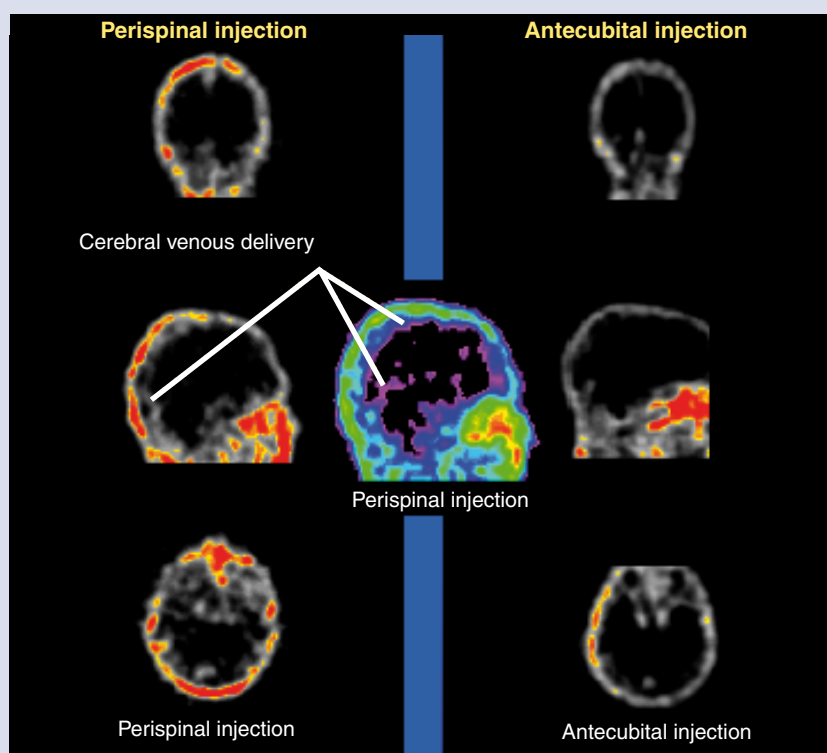 Perispinal injection
Antecubital injection
Cerebral venous delivery
Perispinal injection
Perispinal injection
Antecubital injection